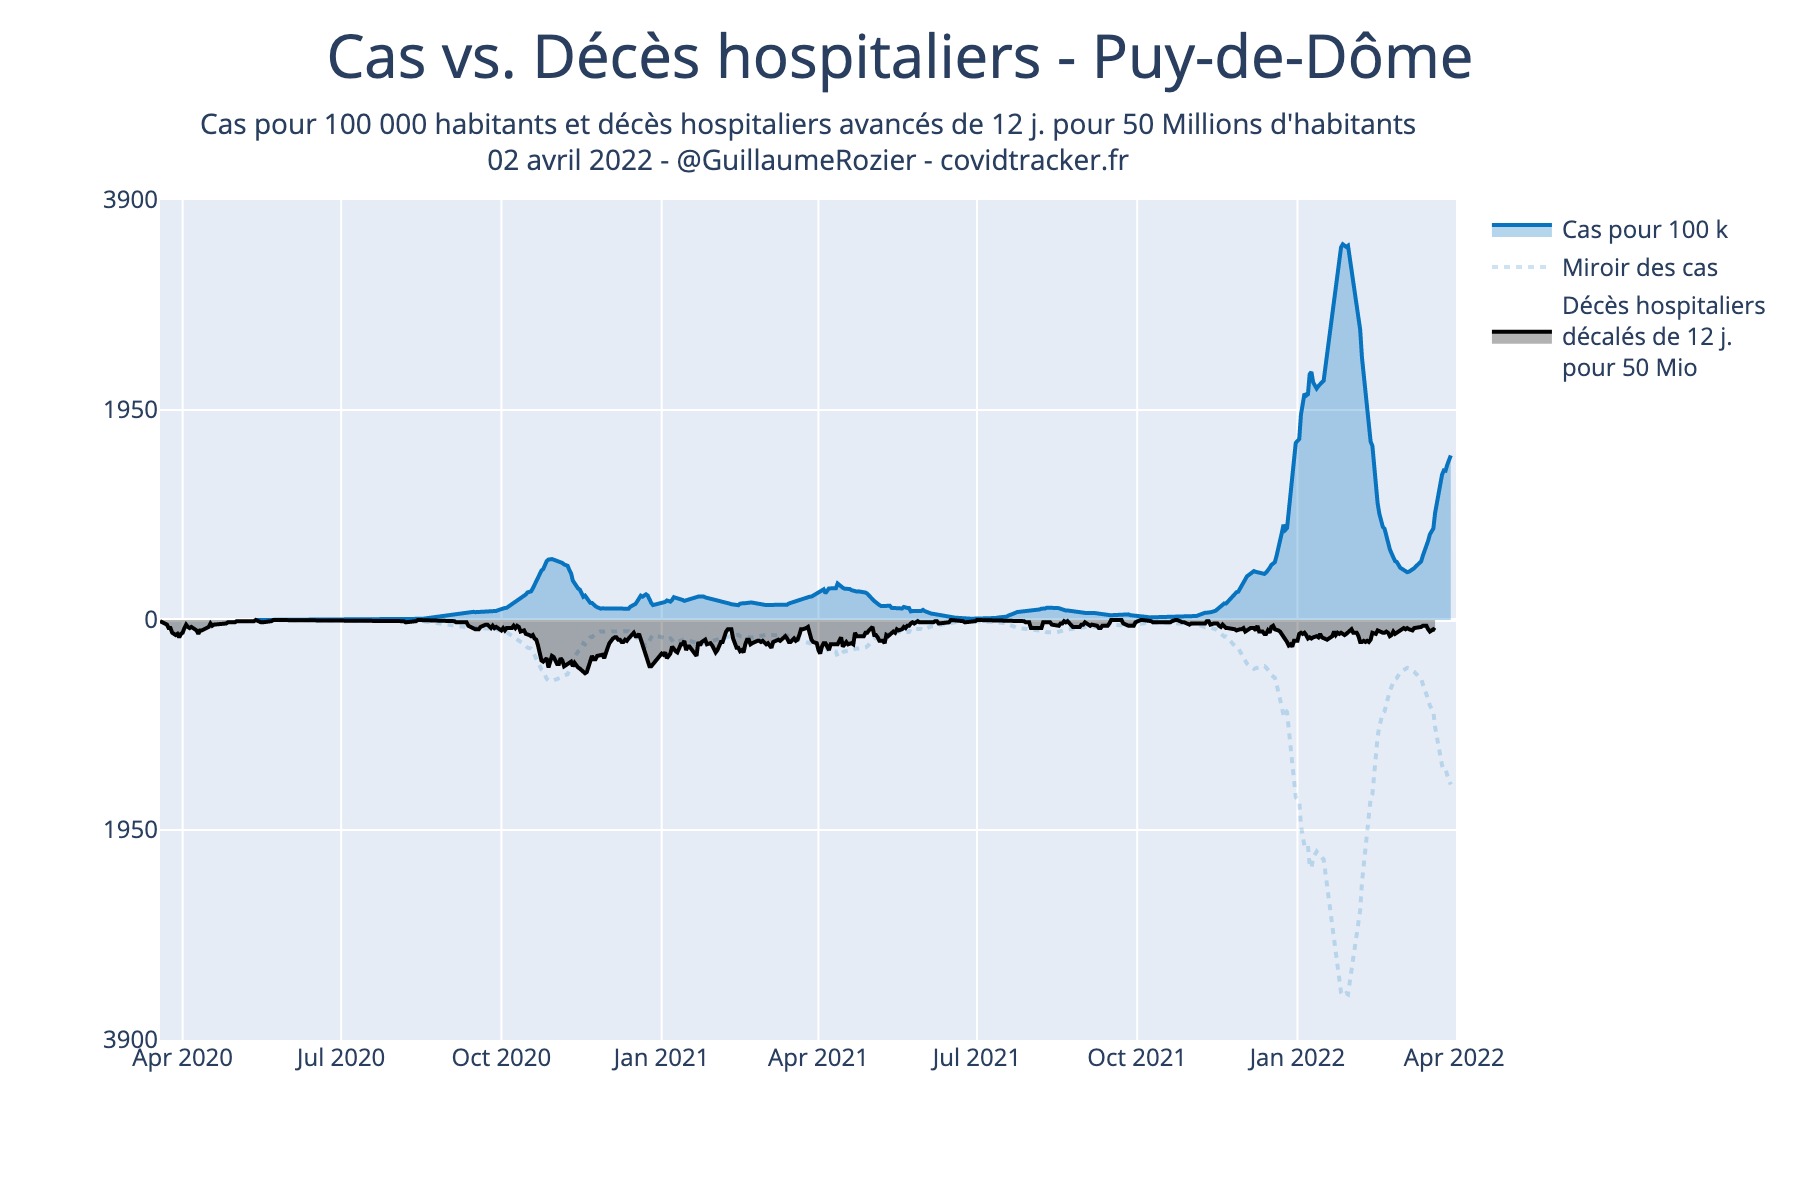 Cas vs. Décès hospitaliers - Puy-de-Dôme
Cas pour 100 000 habitants et décès hospitaliers avancés de 12 j. pour 50 Millions d'habitants
02 avril 2022 - @GuillaumeRozier - covidtracker.fr
3900
1950
0
1950
3900
Apr 2020
Jul 2020
Oct 2020
Jan 2021
Apr 2021
Jul 2021
Oct 2021
Jan 2022
Apr 2022
Cas pour 100 k
Miroir des cas
Décès hospitaliers
décalés de 12 j.
pour 50 Mio